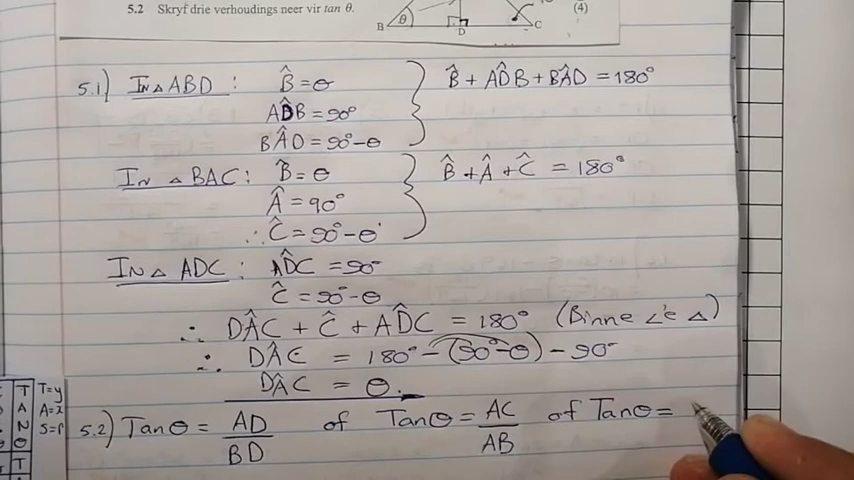 5.2 Skryf drie verhoudings neer vir tan θ.
(4)
B θ D C
5.1) In △ ABD : B̂ = θ } B̂ + AD̂B + BÂD = 180°
AD̂B = 90°
BÂD = 90° - θ
In △ BAC : B̂ = θ } B̂ + Â + Ĉ = 180°
 = 90°
∴ Ĉ = 90° - θ
In △ ADC : AD̂C = 90°
Ĉ = 90° - θ
∴ DÂC + Ĉ + AD̂C = 180° (Binne ∠'e △)
∴ DÂC = 180° - (90° - θ) - 90°
DÂC = θ.
5.2) Tan θ = AD/BD of Tan θ = AC/AB of Tan θ =
T T=y
A A=x
N S=r
θ
T